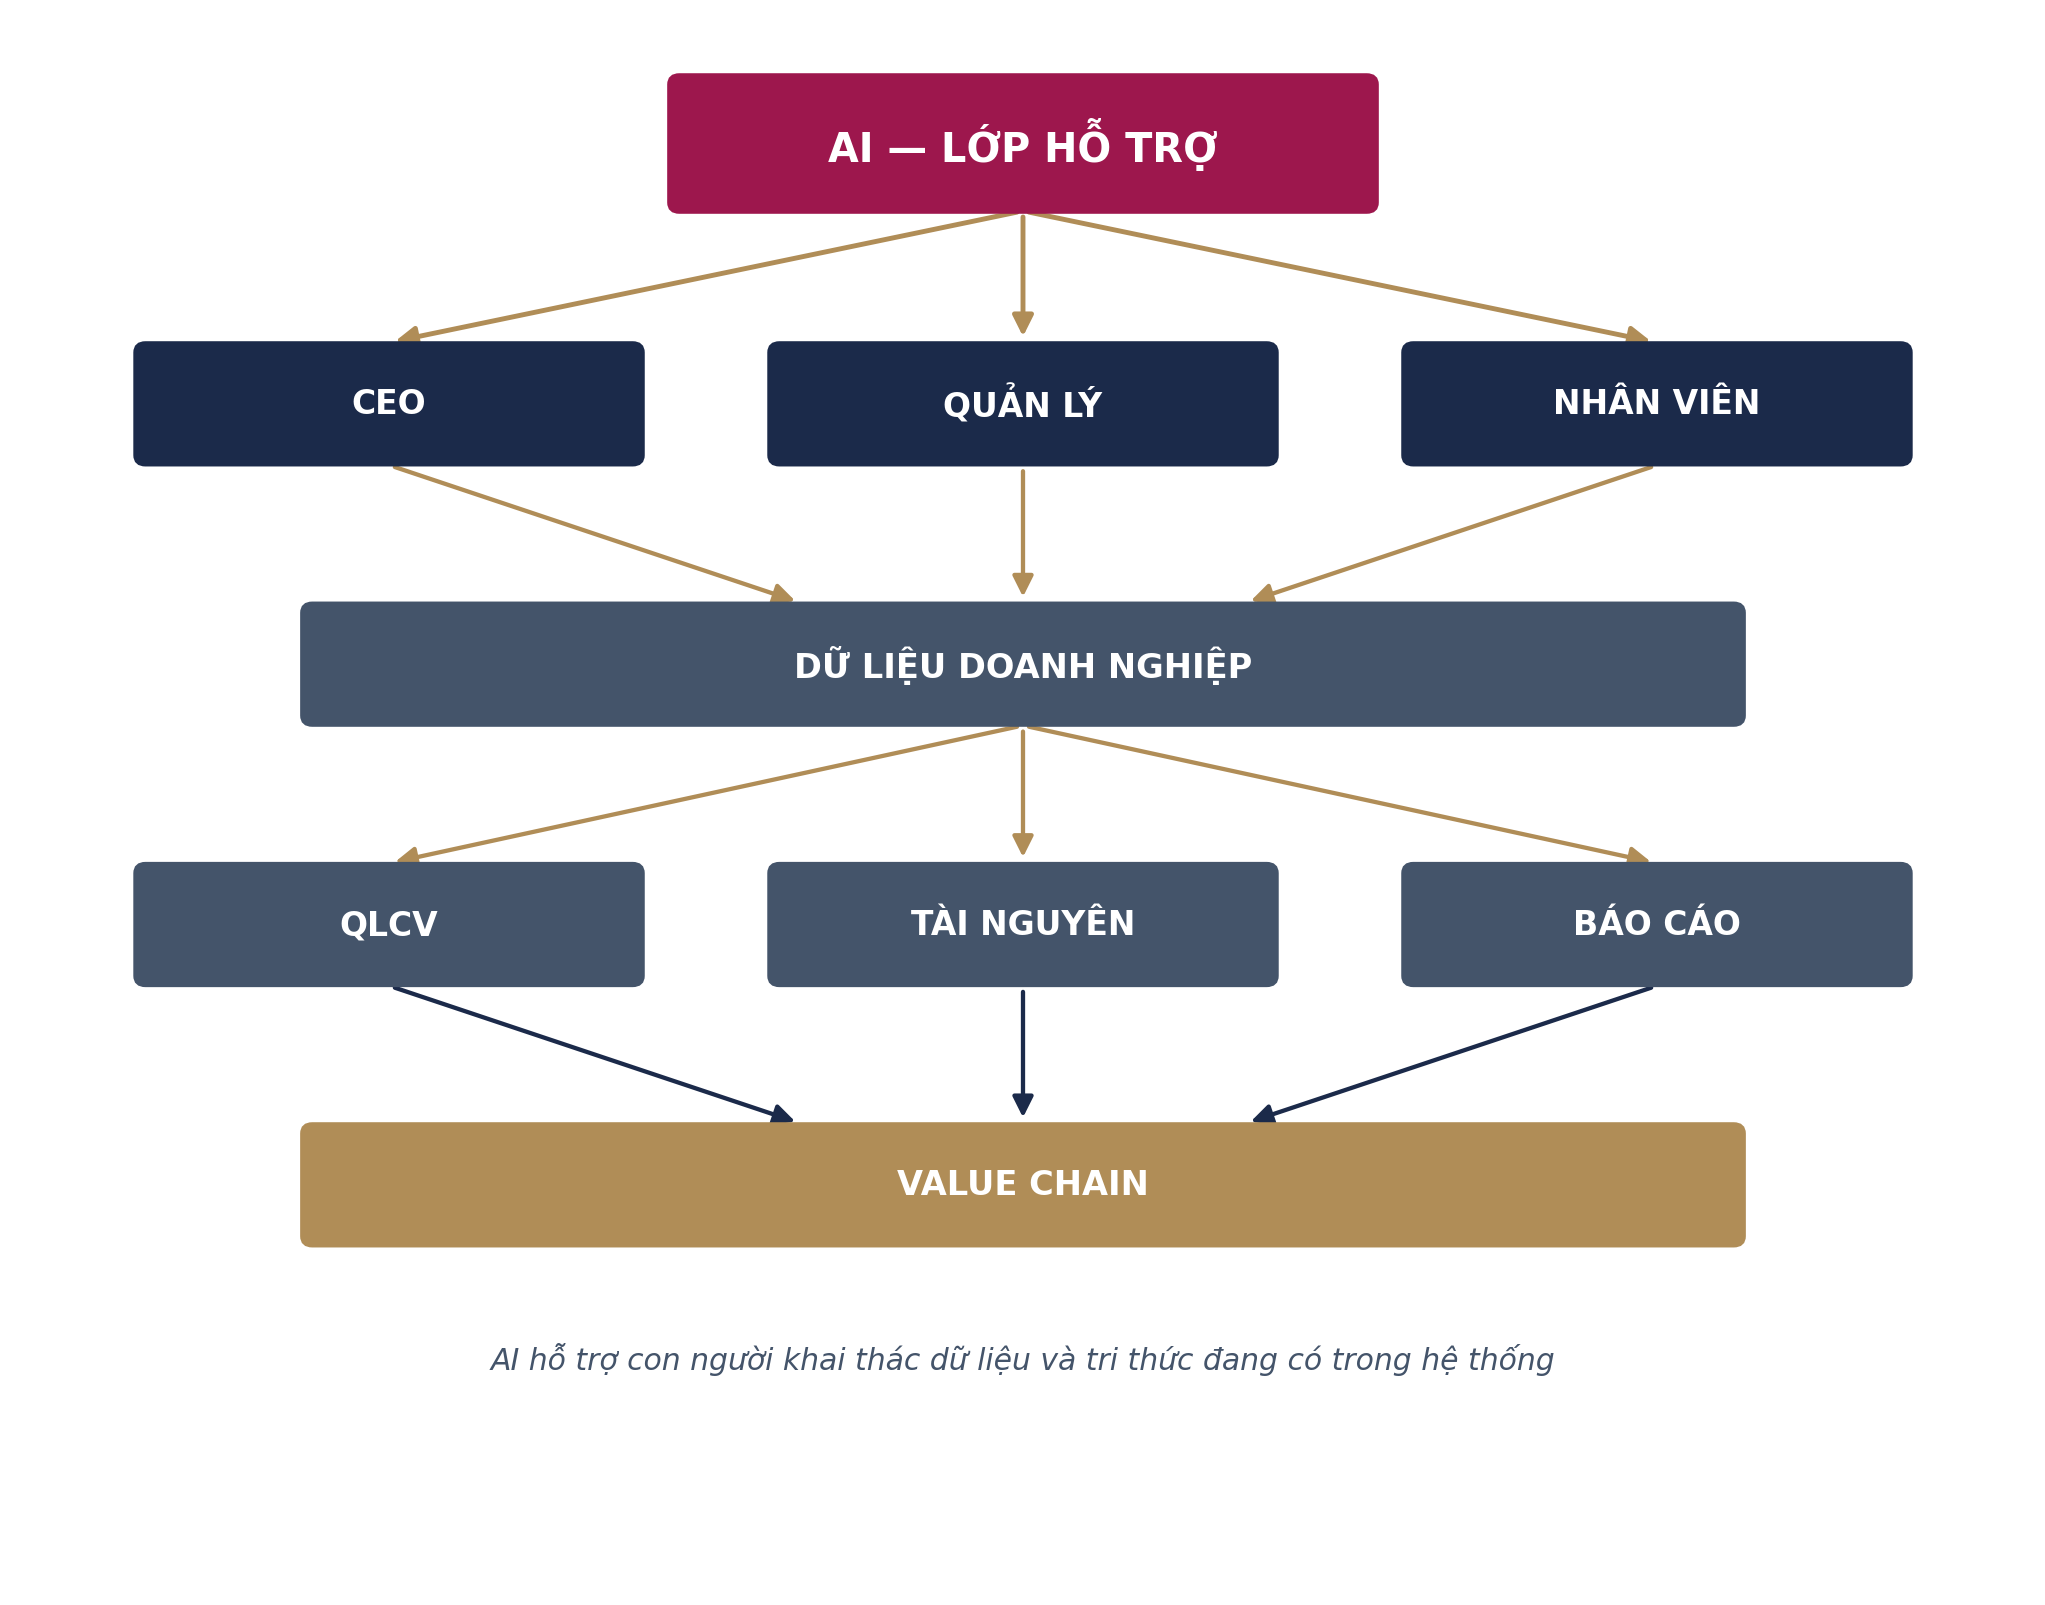 AI — LỚP HỖ TRỢ
CEO
QUẢN LÝ
NHÂN VIÊN
DỮ LIỆU DOANH NGHIỆP
QLCV
TÀI NGUYÊN
BÁO CÁO
VALUE CHAIN
AI hỗ trợ con người khai thác dữ liệu và tri thức đang có trong hệ thống